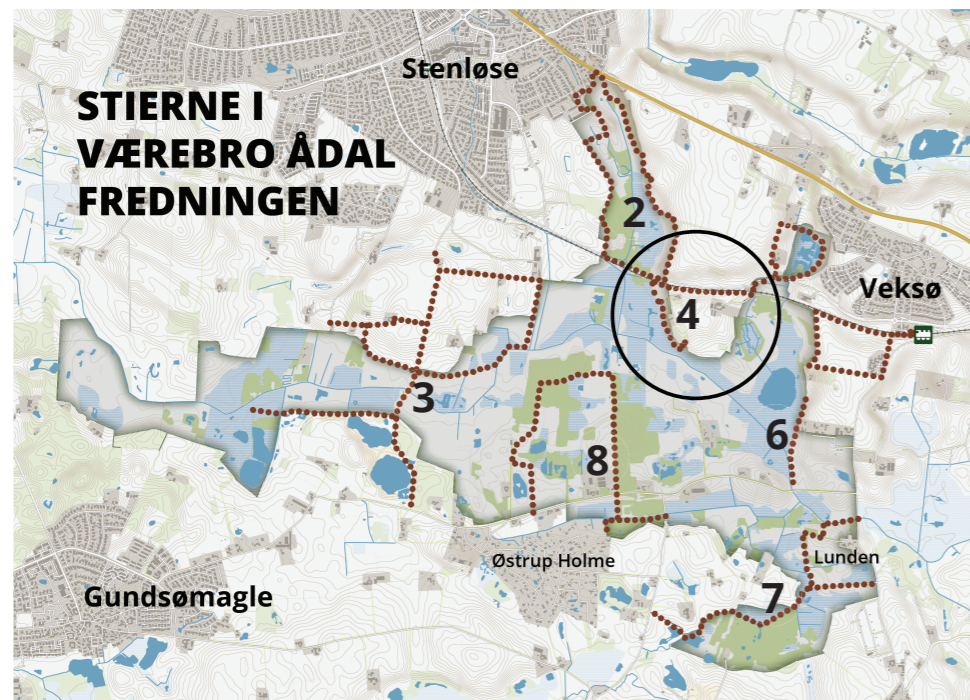 STIERNE I
VÆREBRO ÅDAL
FREDNINGEN
Stenløse
2
4
Veksø
3
6
8
Østrup Holme
Lunden
Gundsømagle
7